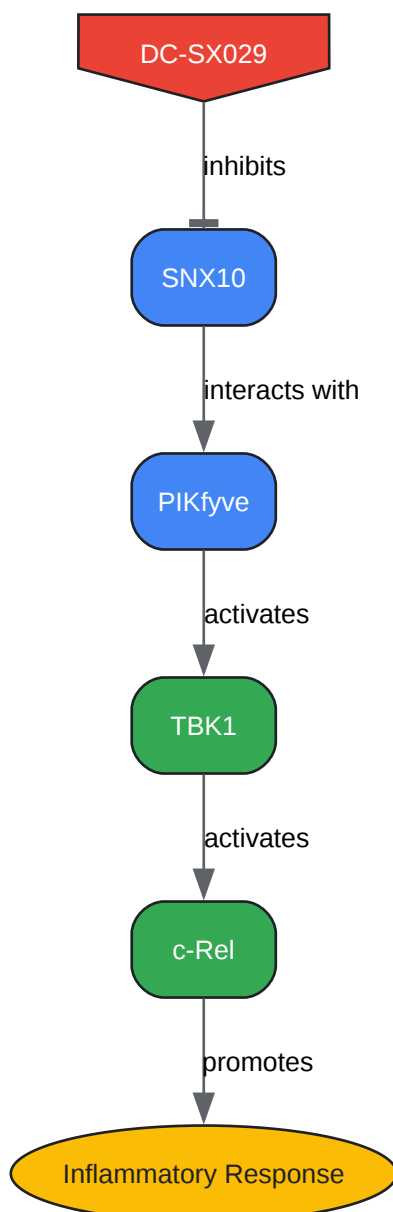 DC-SX029
inhibits
SNX10
interacts with
PIKfyve
activates
TBK1
activates
c-Rel
promotes
Inflammatory Response